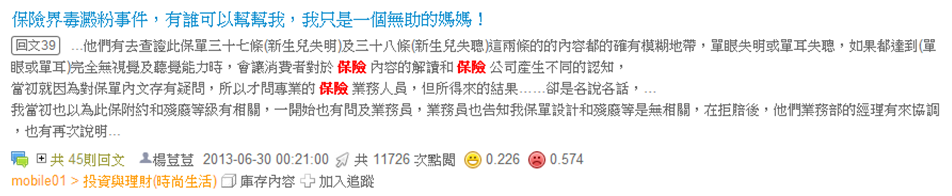 保險界毒澱粉事件，有誰可以幫幫我，我只是一個無助的媽媽！
回文39 ...他們有去查證此保單三十七條(新生兒失明)及三十八條(新生兒失聰)這兩條的的內容都的確有模糊地帶，單眼失明或單耳失聰，如果都達到(單
眼或單耳)完全無視覺及聽覺能力時，會讓消費者對於 保險 內容的解讀和 保險 公司產生不同的認知，
當初就因為對保單內文存有疑問，所以才問專業的 保險 業務人員，但所得來的結果......卻是各說各話，...
我當初也以為此保附約和殘廢等級有相關，一開始也有問及業務員，業務員也告知我保單設計和殘廢等是無相關，在拒賠後，他們業務部的經理有來協調
，也有再次說明...
共 45則回文 楊荳荳 2013-06-30 00:21:00 共 11726 次點閱 0.226 0.574
mobile01 > 投資與理財(時尚生活) 庫存內容 加入追蹤